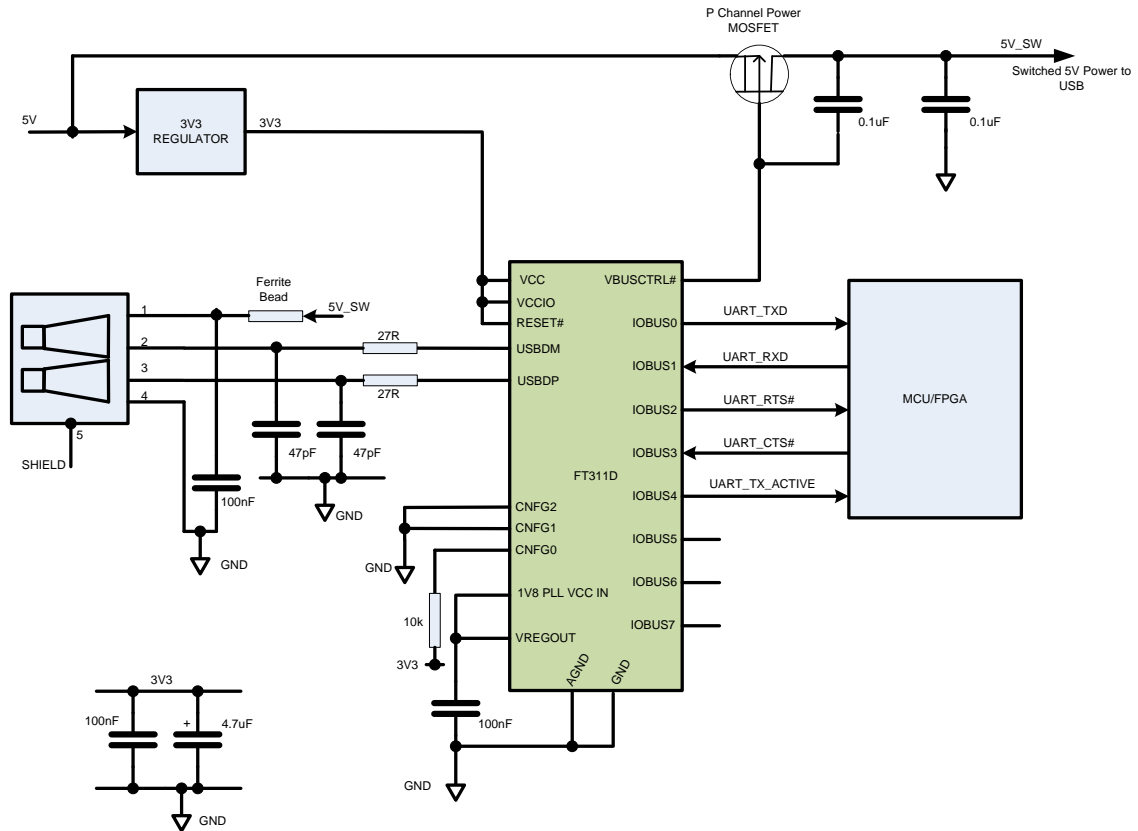 P Channel Power
MOSFET
5V_SW
Switched 5V Power to
USB
5V
3V3
REGULATOR
3V3
0.1uF
0.1uF
Ferrite
Bead
5V_SW
1
2
3
4
5
SHIELD
27R
27R
47pF
47pF
100nF
GND
GND
VCC
VCCIO
RESET#
USBDM
USBDP
CNFG2
CNFG1
CNFG0
1V8 PLL VCC IN
VREGOUT
AGND
GND
FT311D
VBUSCTRL#
IOBUS0
IOBUS1
IOBUS2
IOBUS3
IOBUS4
IOBUS5
IOBUS6
IOBUS7
UART_TXD
UART_RXD
UART_RTS#
UART_CTS#
UART_TX_ACTIVE
MCU/FPGA
GND
10k
3V3
100nF
GND
3V3
100nF
+
4.7uF
GND